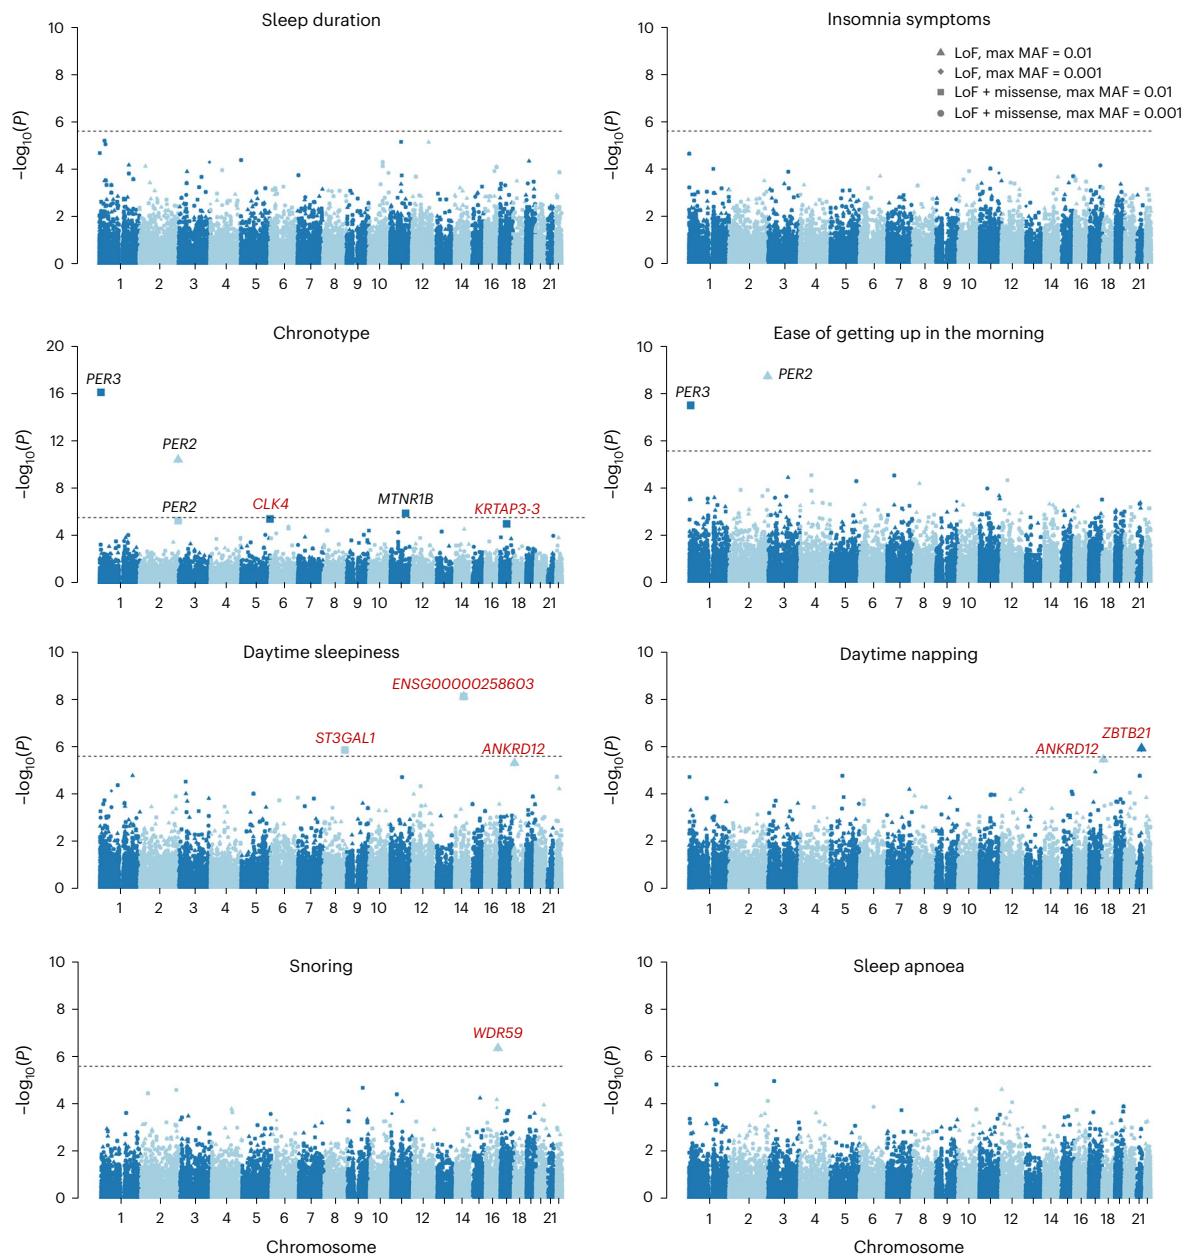 Sleep duration
10
8
6
4
2
0
−log10(P)
1 2 3 4 5 6 7 8 9 10 12 14 16 18 21
Insomnia symptoms
LoF, max MAF = 0.01
LoF, max MAF = 0.001
LoF + missense, max MAF = 0.01
LoF + missense, max MAF = 0.001
10
8
6
4
2
0
−log10(P)
1 2 3 4 5 6 7 8 9 10 12 14 16 18 21
Chronotype
20
16
12
8
4
0
−log10(P)
PER3
PER2
PER2
CLK4
MTNR1B
KRTAP3-3
1 2 3 4 5 6 7 8 9 10 12 14 16 18 21
Ease of getting up in the morning
10
8
6
4
2
0
−log10(P)
PER2
PER3
1 2 3 4 5 6 7 8 9 10 12 14 16 18 21
Daytime sleepiness
10
8
6
4
2
0
−log10(P)
ENSG00000258603
ST3GAL1
ANKRD12
1 2 3 4 5 6 7 8 9 10 12 14 16 18 21
Daytime napping
10
8
6
4
2
0
−log10(P)
ZBTB21
ANKRD12
1 2 3 4 5 6 7 8 9 10 12 14 16 18 21
Snoring
10
8
6
4
2
0
−log10(P)
WDR59
1 2 3 4 5 6 7 8 9 10 12 14 16 18 21
Chromosome
Sleep apnoea
10
8
6
4
2
0
−log10(P)
1 2 3 4 5 6 7 8 9 10 12 14 16 18 21
Chromosome